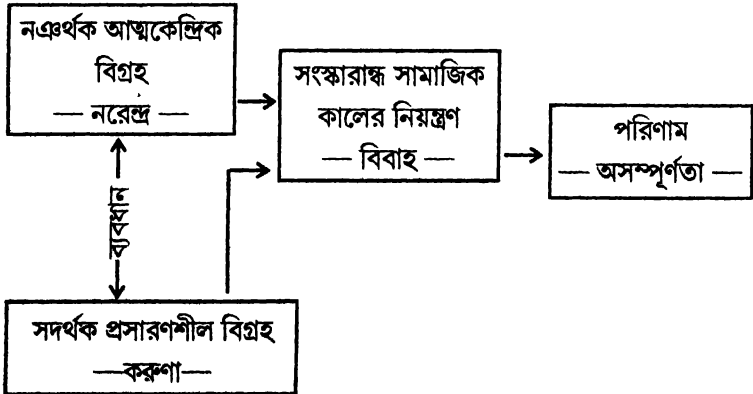 নঞর্থক আত্মকেন্দ্রিক
বিগ্রহ
— নরেন্দ্র —
সংস্কারান্ধ সামাজিক
কালের নিয়ন্ত্রণ
— বিবাহ —
পরিণাম
— অসম্পূর্ণতা —
ব্যবধান
সদর্থক প্রসারণশীল বিগ্রহ
—করুণা—